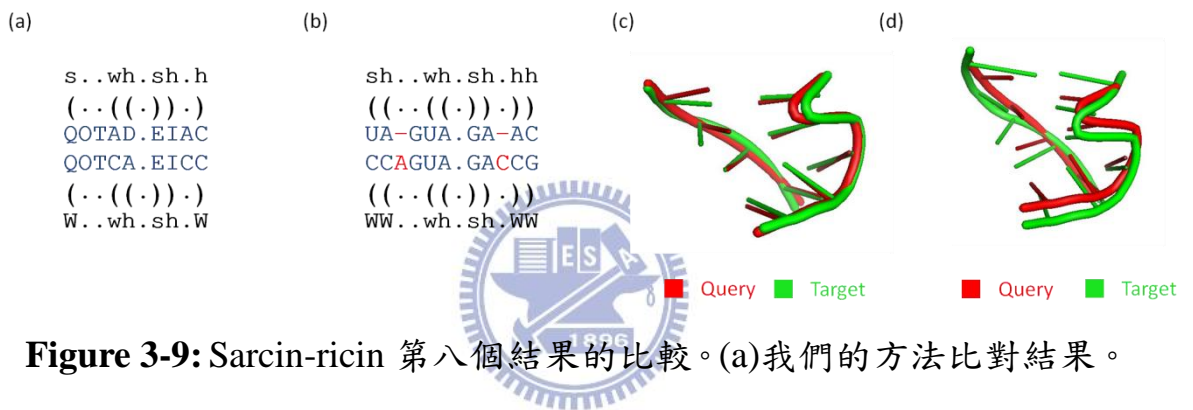 (a)
s..wh.sh.h
(··((·))·)
QOTAD.EIAC
QOTCA.EICC
(··((·))·)
W..wh.sh.W
(b)
sh..wh.sh.hh
((··((·))·))
UA-GUA.GA-AC
CCAGUA.GACCG
((··((·))·))
WW..wh.sh.WW
(c)
Query Target
(d)
Query Target
E S A
1896
Figure 3-9: Sarcin-ricin 第八個結果的比較。(a)我們的方法比對結果。